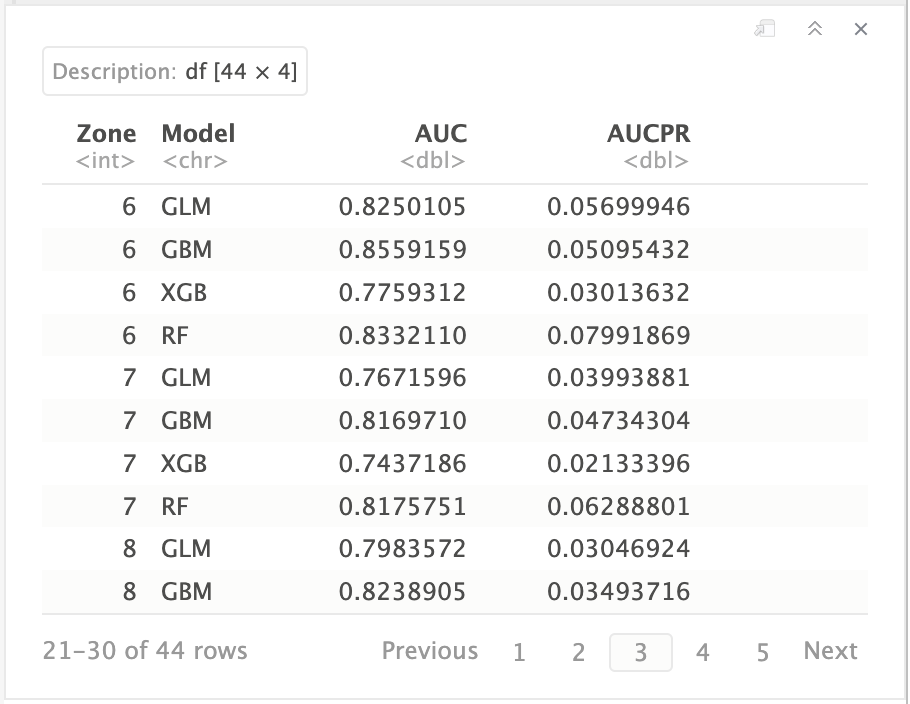 Description: df [44 × 4]
Zone Model AUC AUCPR
<int> <chr> <dbl> <dbl>
6 GLM 0.8250105 0.05699946
6 GBM 0.8559159 0.05095432
6 XGB 0.7759312 0.03013632
6 RF 0.8332110 0.07991869
7 GLM 0.7671596 0.03993881
7 GBM 0.8169710 0.04734304
7 XGB 0.7437186 0.02133396
7 RF 0.8175751 0.06288801
8 GLM 0.7983572 0.03046924
8 GBM 0.8238905 0.03493716
21–30 of 44 rows Previous 1 2 3 4 5 Next